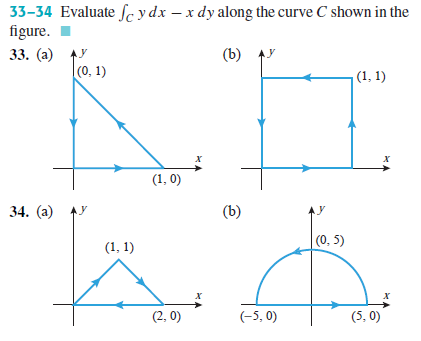 33–34 Evaluate ∫_C y dx − x dy along the curve C shown in the
figure.
33. (a)
y
(0, 1)
x
(1, 0)
(b)
y
(1, 1)
x
34. (a)
y
(1, 1)
x
(2, 0)
(b)
y
(0, 5)
x
(−5, 0)
(5, 0)